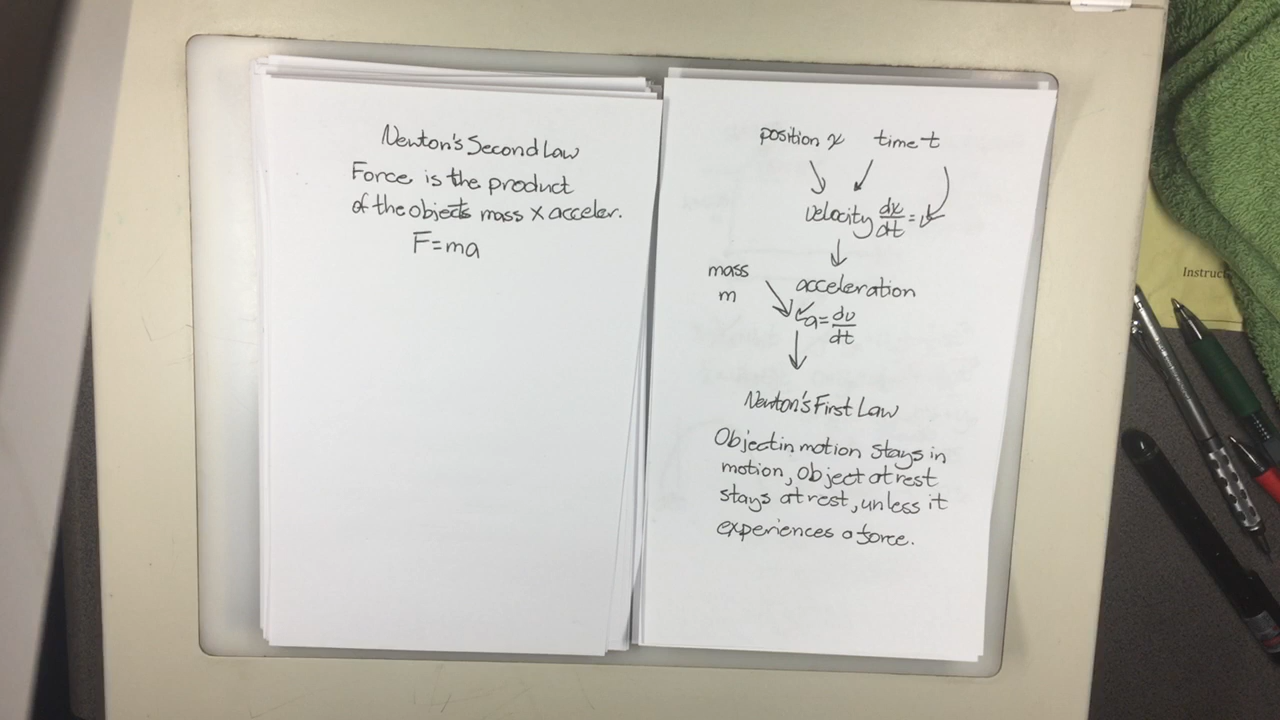 Newton's Second Law
Force is the product
of the objects mass x acceler.
F=ma
position x time t
velocity dx/dt = v
mass
m
acceleration
a = dv/dt
Newton's First Law
Object in motion stays in
motion, object at rest
stays at rest, unless it
experiences a force.
Instruc